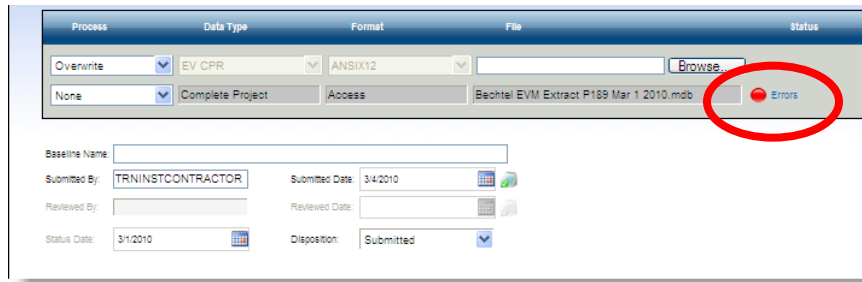 Process Data Type Format File Status
Overwrite EV CPR ANSIX12 Browse...
None Complete Project Access Bechtel EVM Extract P189 Mar 1 2010.mdb Errors
Baseline Name:
Submitted By: TRNINSTCONTRACTOR Submitted Date: 3/4/2010
Reviewed By: Reviewed Date:
Status Date: 3/1/2010 Disposition: Submitted